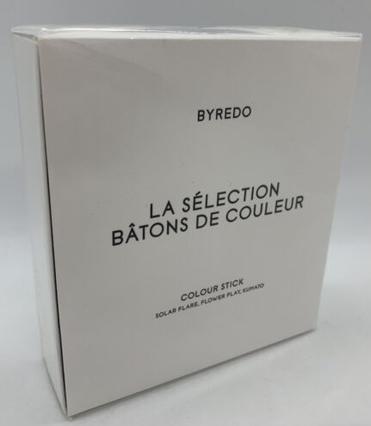 BYREDO
LA SÉLECTION
BÂTONS DE COULEUR
COLOUR STICK
SOLAR FLARE, FLOWER PLAY, KUMATO